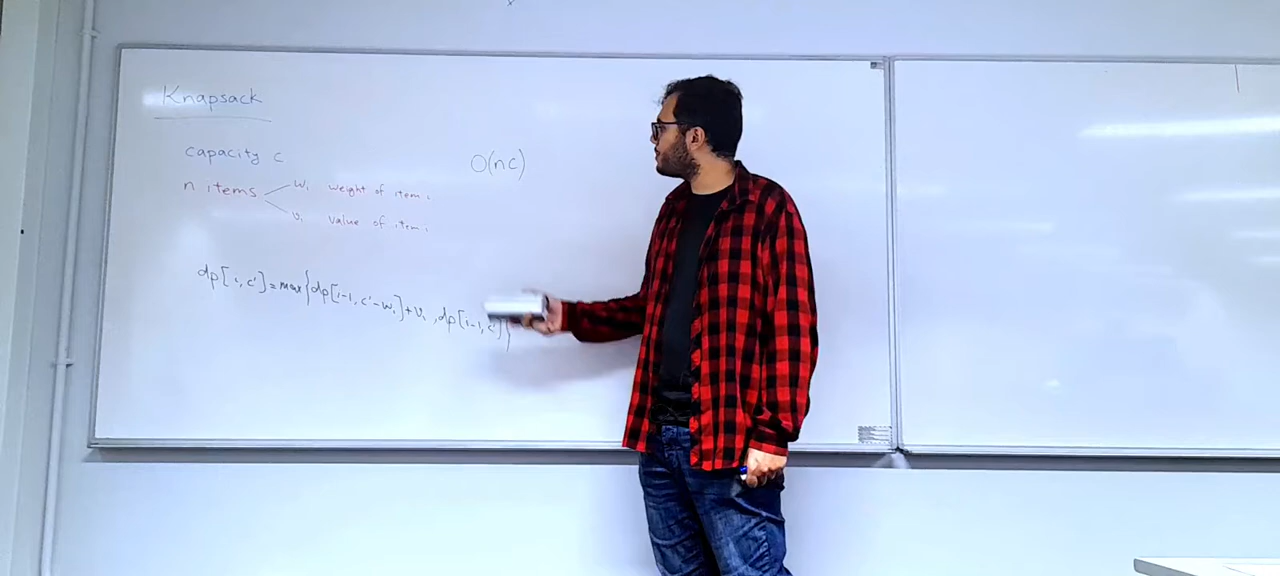 Knapsack
capacity c
O(nc)
n items
wᵢ weight of item i
vᵢ value of item i
dp[i, c'] = max{dp[i-1, c'-wᵢ]+vᵢ, dp[i-1, c']}